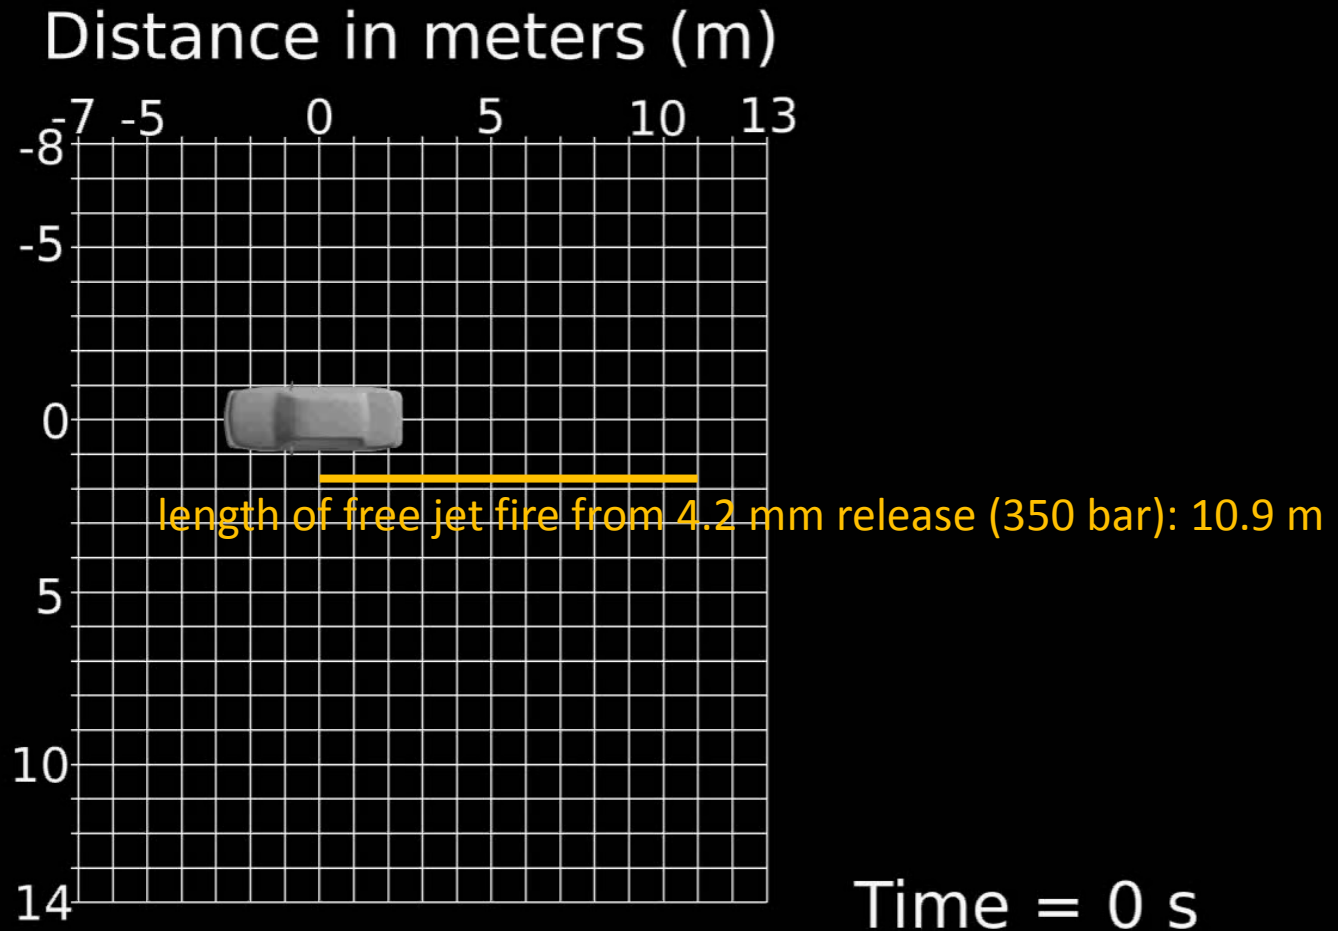 Distance in meters (m)
-7 -5 0 5 10 13
-8
-5
0
length of free jet fire from 4.2 mm release (350 bar): 10.9 m
5
10
14
Time = 0 s